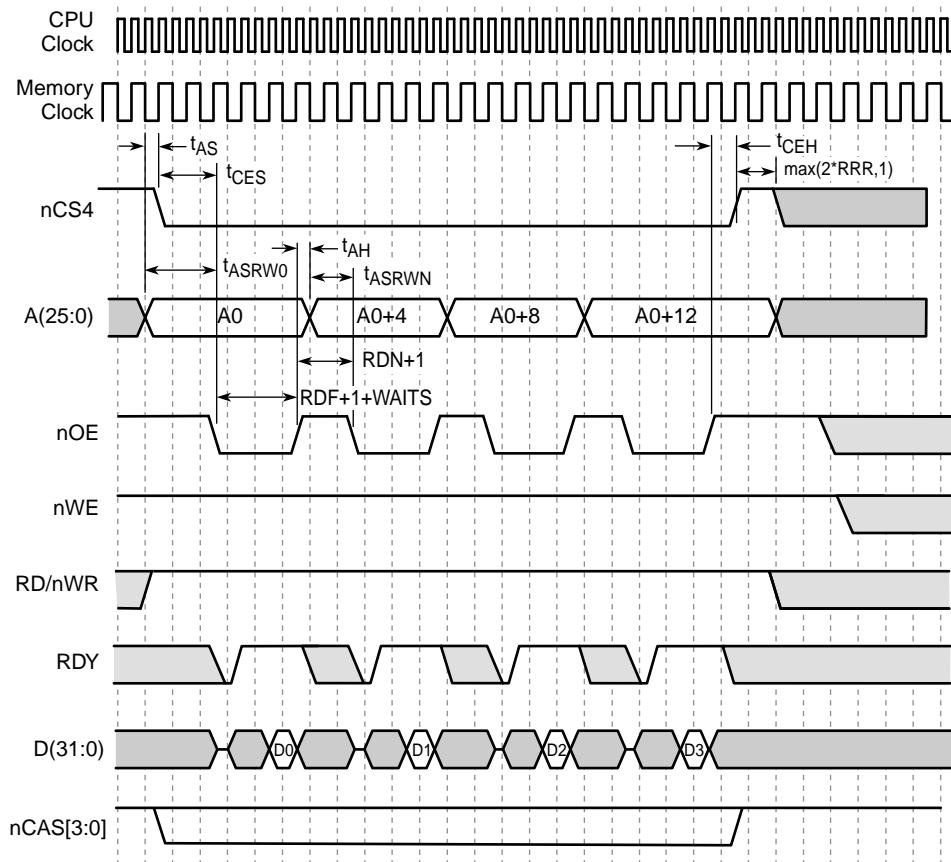 CPU
Clock
Memory
Clock
tAS
tCEH
tCES
max(2*RRR,1)
nCS4
tAH
tASRW0
tASRWN
A(25:0)
A0
A0+4
A0+8
A0+12
RDN+1
RDF+1+WAITS
nOE
nWE
RD/nWR
RDY
D(31:0)
D0
D1
D2
D3
nCAS[3:0]